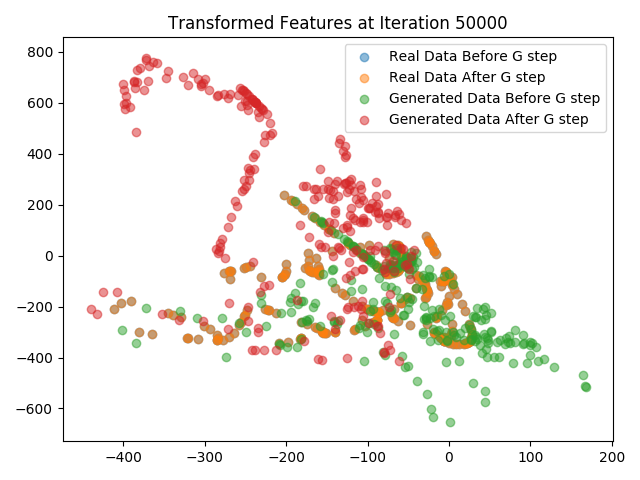 Transformed Features at Iteration 50000
Real Data Before G step
Real Data After G step
Generated Data Before G step
Generated Data After G step
800
600
400
200
0
−200
−400
−600
−400 −300 −200 −100 0 100 200